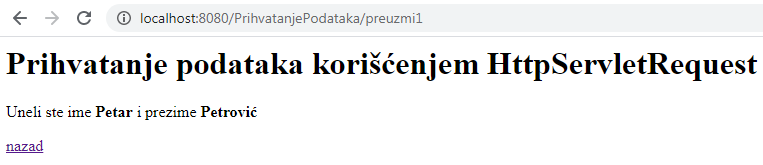 localhost:8080/PrihvatanjePodataka/preuzmi1
Prihvatanje podataka korišćenjem HttpServletRequest
Uneli ste ime Petar i prezime Petrović
nazad